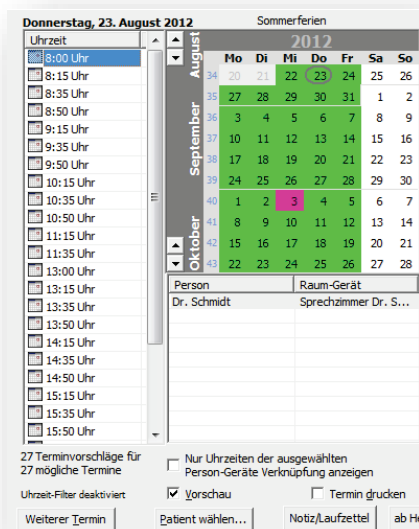 Donnerstag, 23. August 2012 Sommerferien
Uhrzeit
8:00 Uhr
8:15 Uhr
8:35 Uhr
8:50 Uhr
9:15 Uhr
9:35 Uhr
9:50 Uhr
10:15 Uhr
10:35 Uhr
10:50 Uhr
11:15 Uhr
11:35 Uhr
13:00 Uhr
13:15 Uhr
13:35 Uhr
13:50 Uhr
14:15 Uhr
14:35 Uhr
14:50 Uhr
15:15 Uhr
15:35 Uhr
15:50 Uhr
August
September
Oktober
2012
Mo Di Mi Do Fr Sa So
34 20 21 22 23 24 25 26
35 27 28 29 30 31 1 2
36 3 4 5 6 7 8 9
37 10 11 12 13 14 15 16
38 17 18 19 20 21 22 23
39 24 25 26 27 28 29 30
40 1 2 3 4 5 6 7
41 8 9 10 11 12 13 14
42 15 16 17 18 19 20 21
43 22 23 24 25 26 27 28
Person Raum-Gerät
Dr. Schmidt Sprechzimmer Dr. S...
27 Terminvorschläge für
27 mögliche Termine
Nur Uhrzeiten der ausgewählten
Person-Geräte Verknüpfung anzeigen
Uhrzeit-Filter deaktiviert
Vorschau
Termin drucken
Weiterer Termin
Patient wählen...
Notiz/Laufzettel
ab